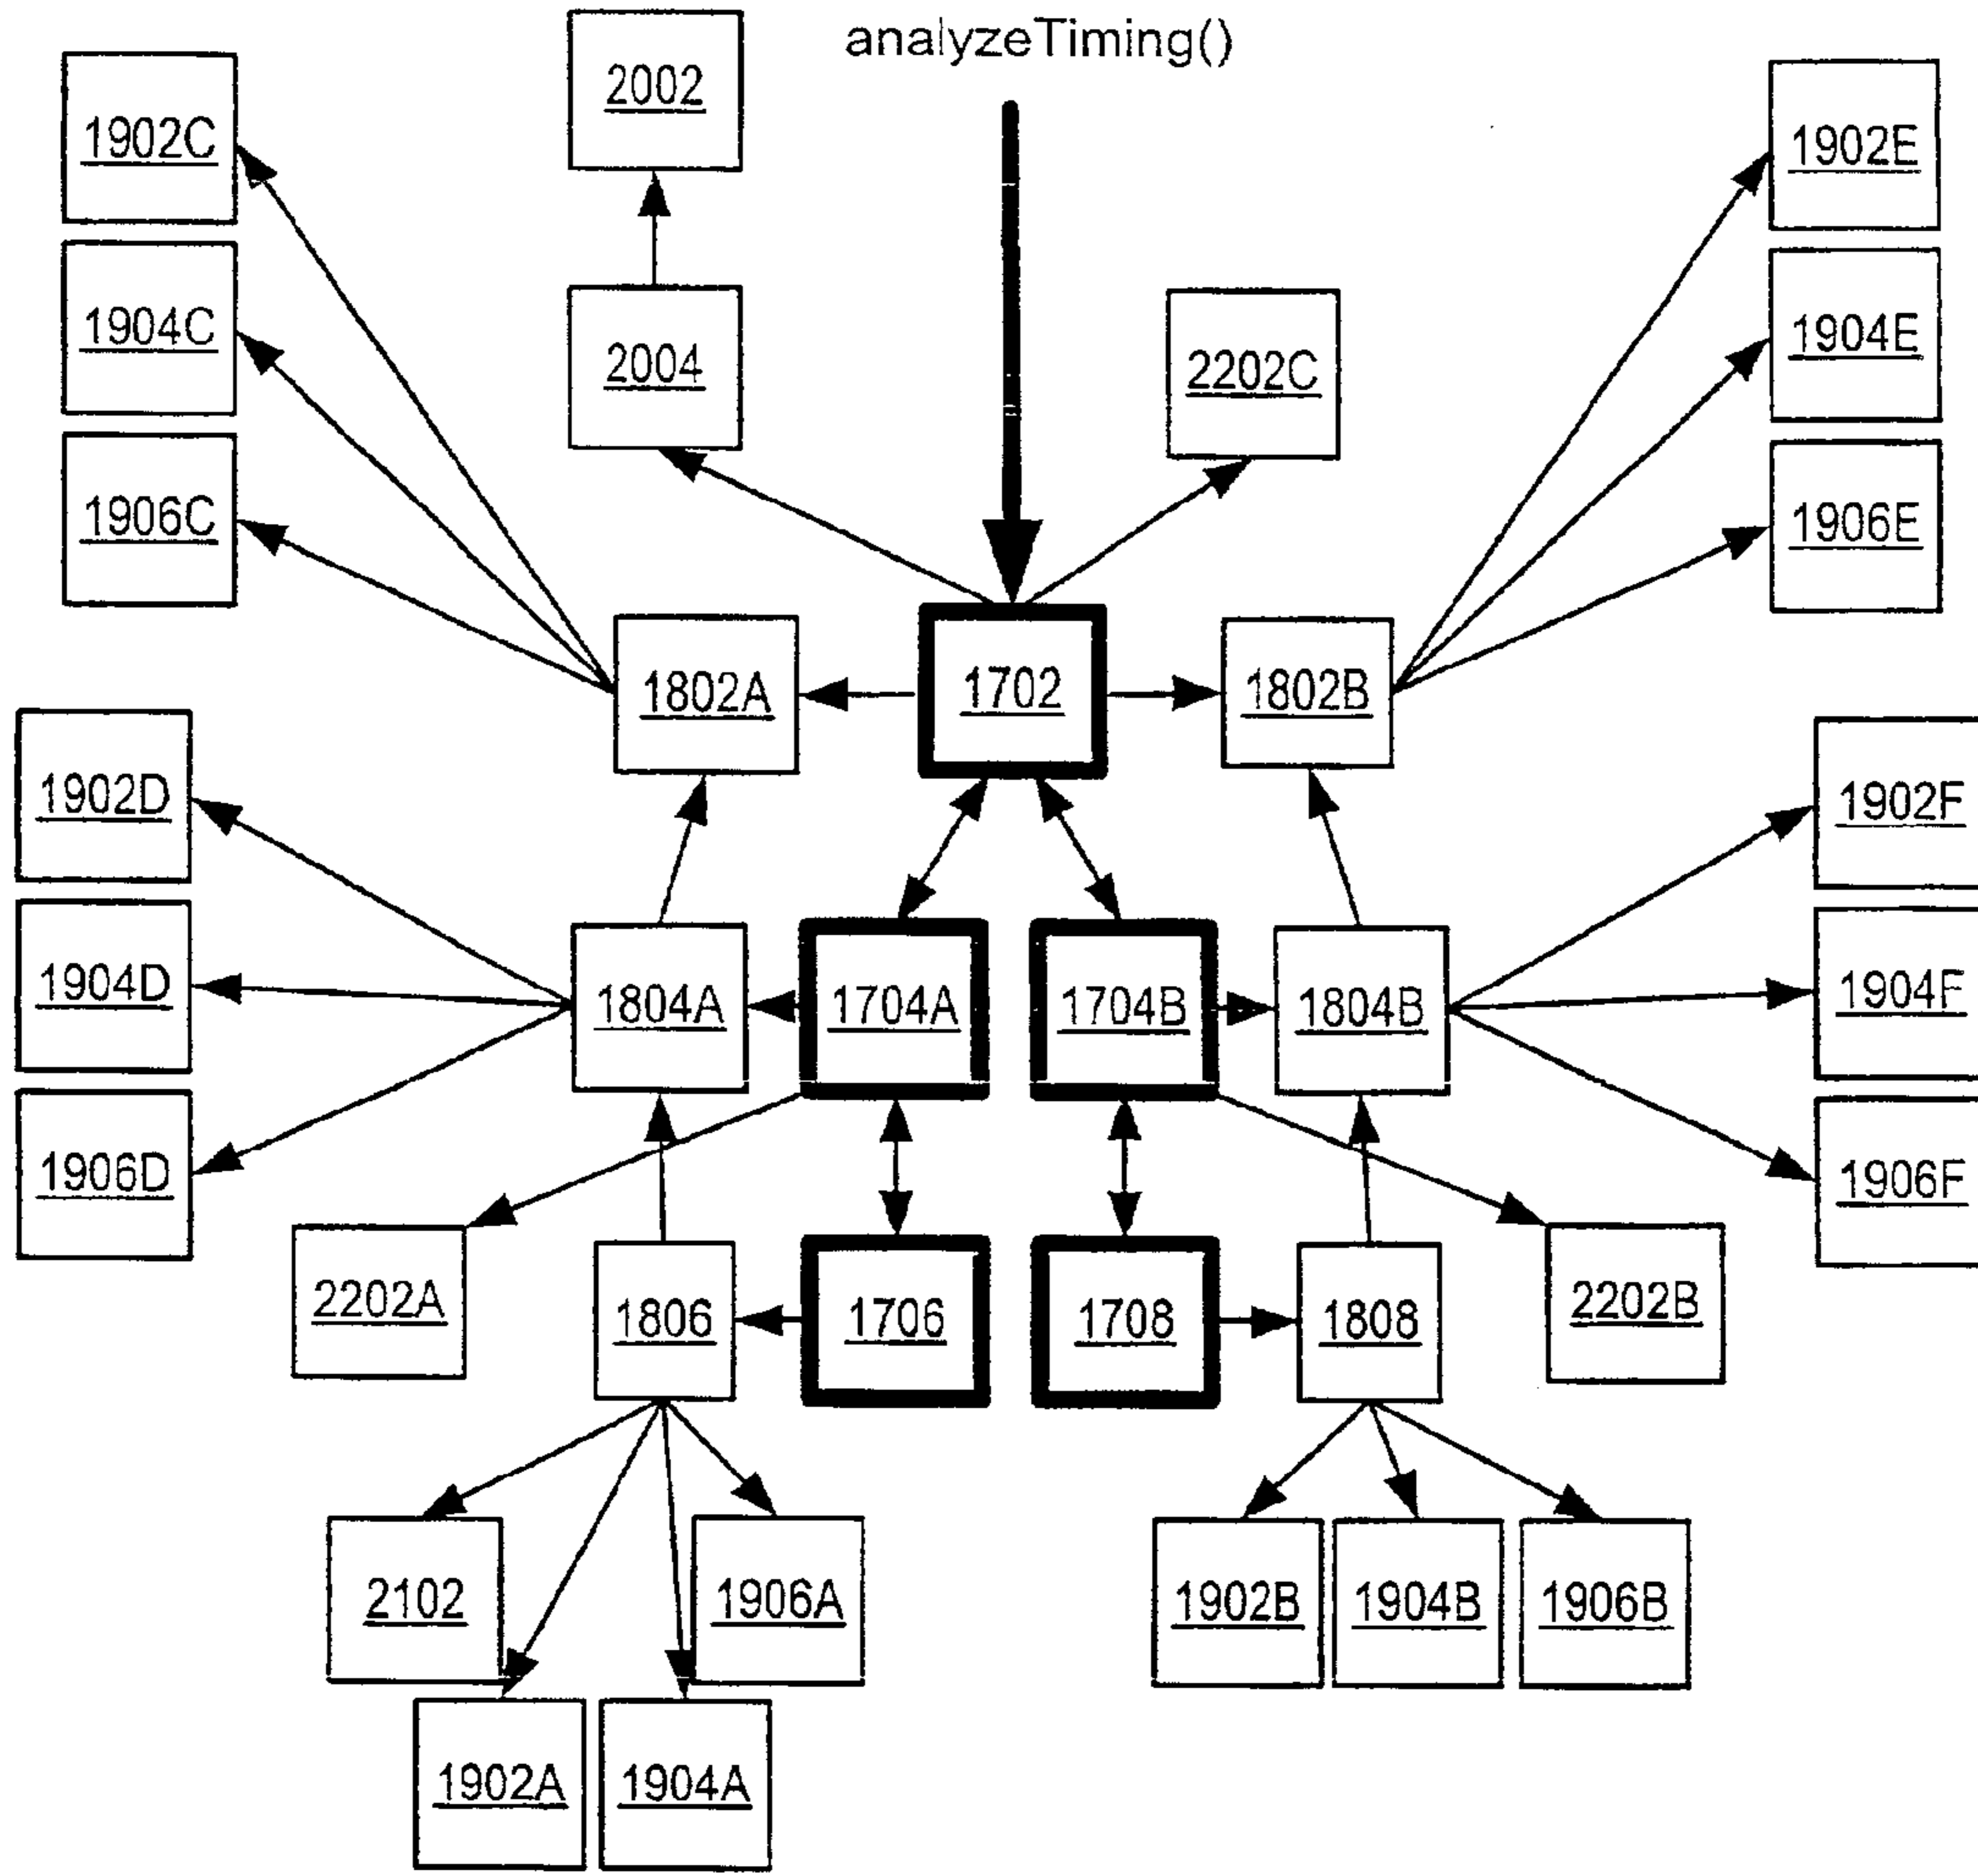 analyzeTiming()
2002
1902C
1902E
1904C
2004
2202C
1904E
1906C
1906E
1802A
1702
1802B
1902D
1902F
1904D
1804A
1704A
1704B
1804B
1904F
1906D
1906F
2202A
1806
1706
1708
1808
2202B
2102
1906A
1902B
1904B
1906B
1902A
1904A